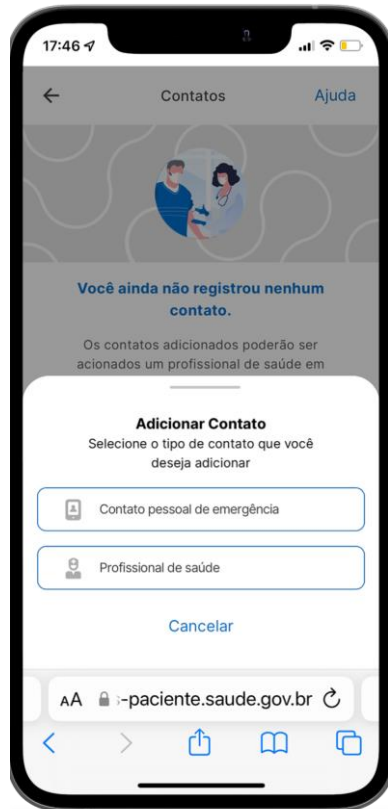 17:46
Contatos
Ajuda
Você ainda não registrou nenhum
contato.
Os contatos adicionados poderão ser
acionados um profissional de saúde em
Adicionar Contato
Selecione o tipo de contato que você
deseja adicionar
Contato pessoal de emergência
Profissional de saúde
Cancelar
AA
-paciente.saude.gov.br